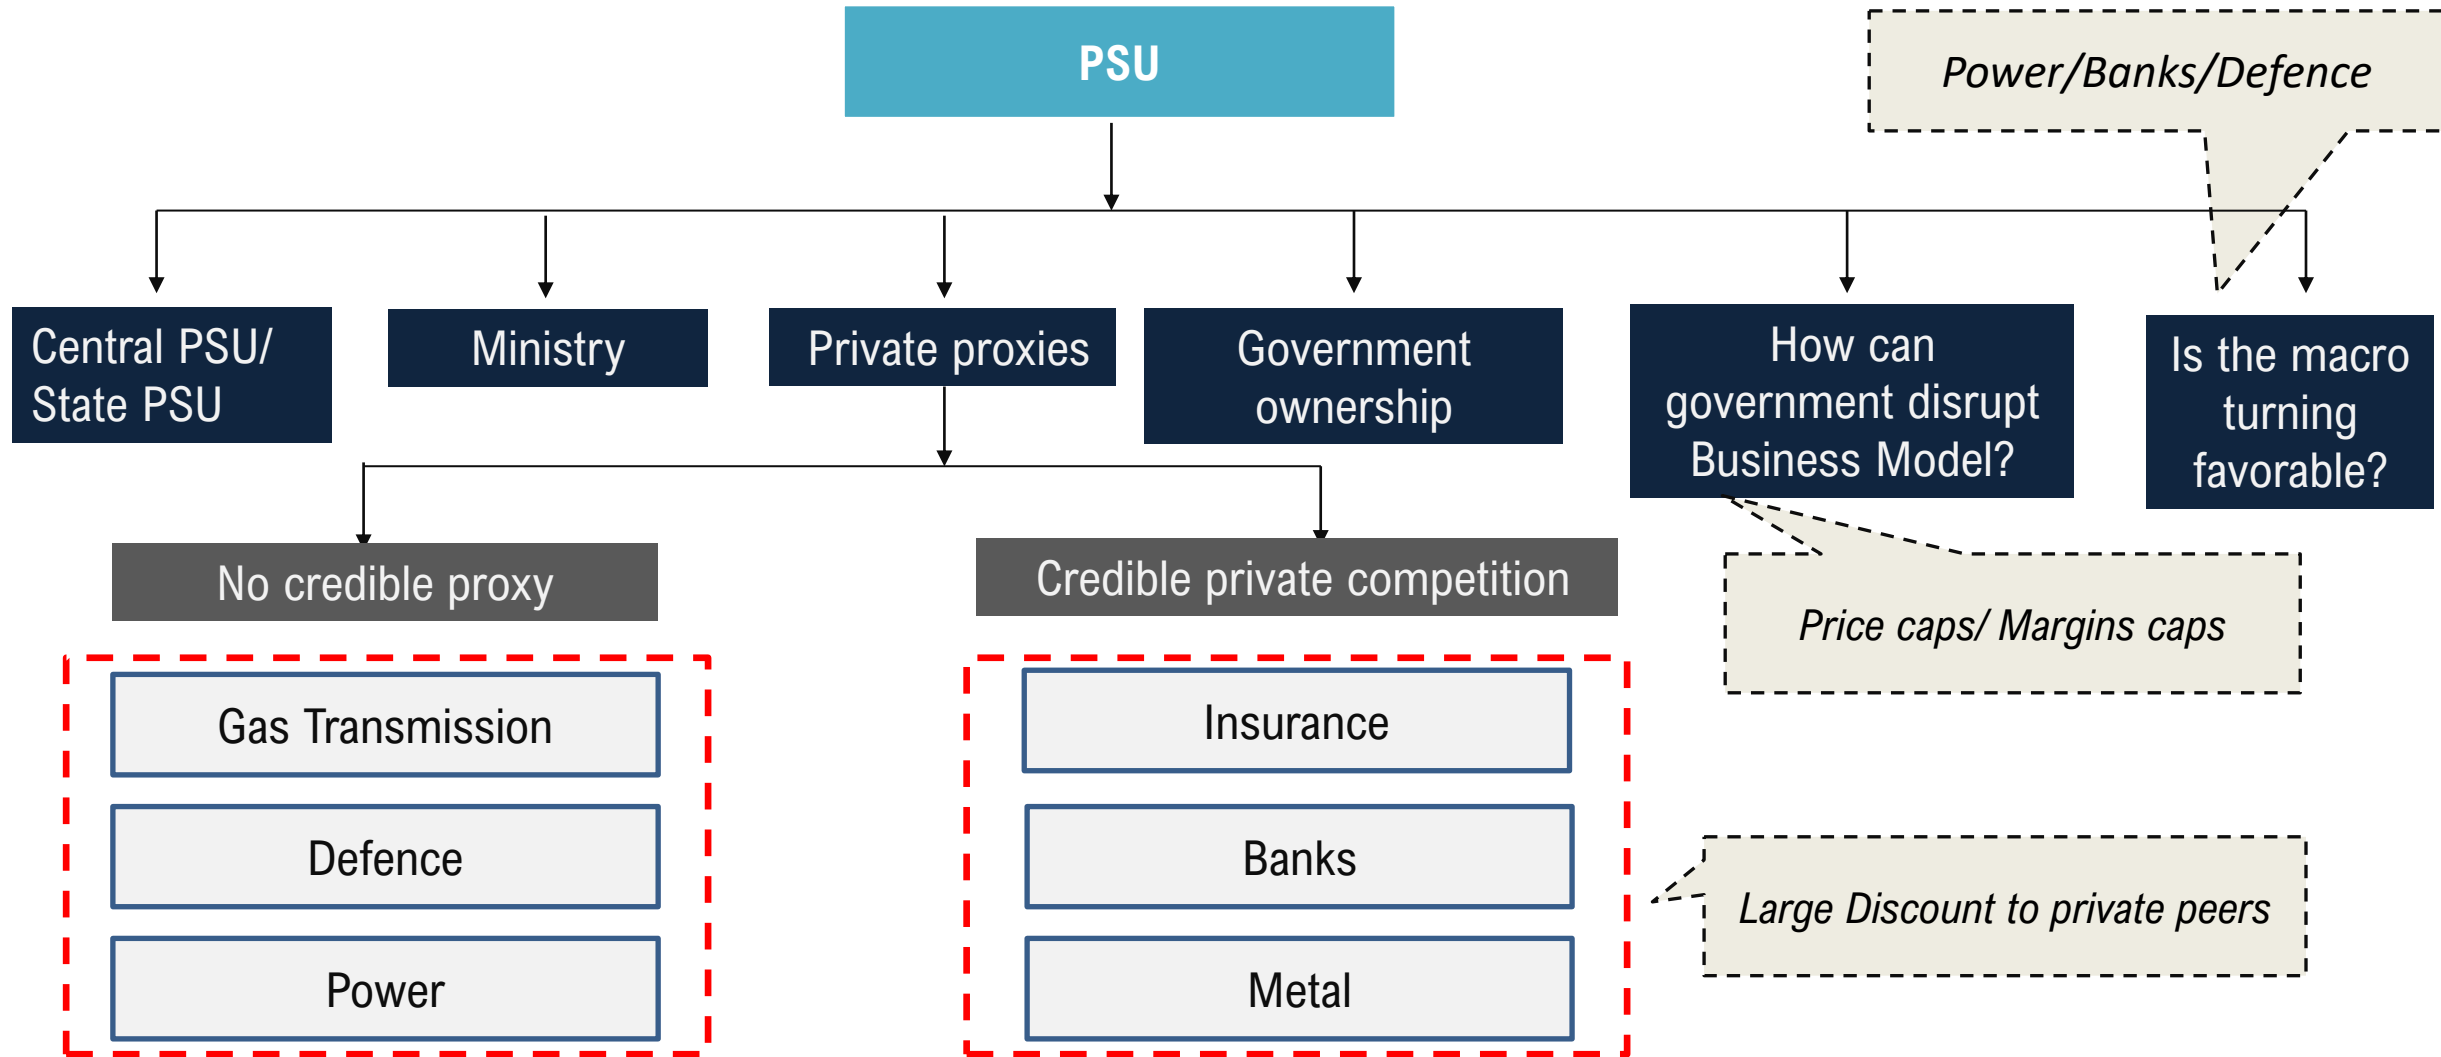 PSU
Power/Banks/Defence
Central PSU/
State PSU
Ministry
Private proxies
Government
ownership
How can
government disrupt
Business Model?
Is the macro
turning
favorable?
No credible proxy
Credible private competition
Price caps/ Margins caps
Gas Transmission
Defence
Power
Insurance
Banks
Metal
Large Discount to private peers